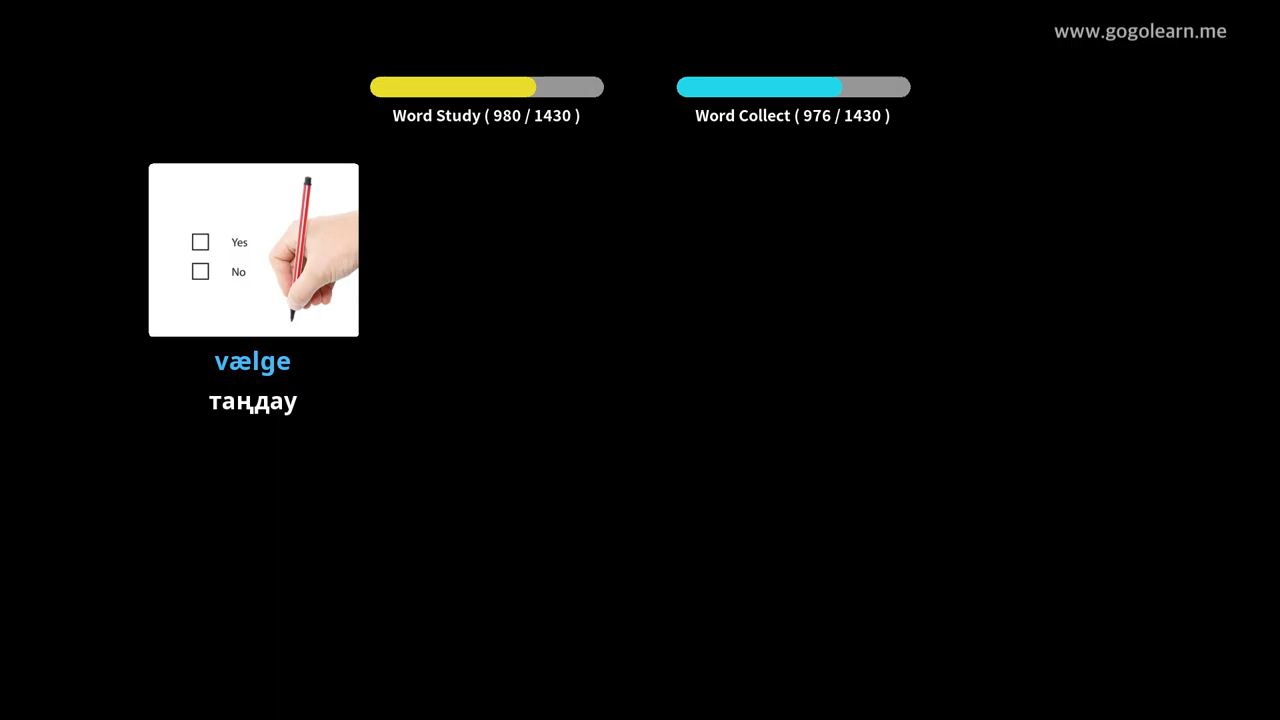 www.gogolearn.me
Word Study ( 980 / 1430 )
Word Collect ( 976 / 1430 )
Yes
No
vælge
таңдау